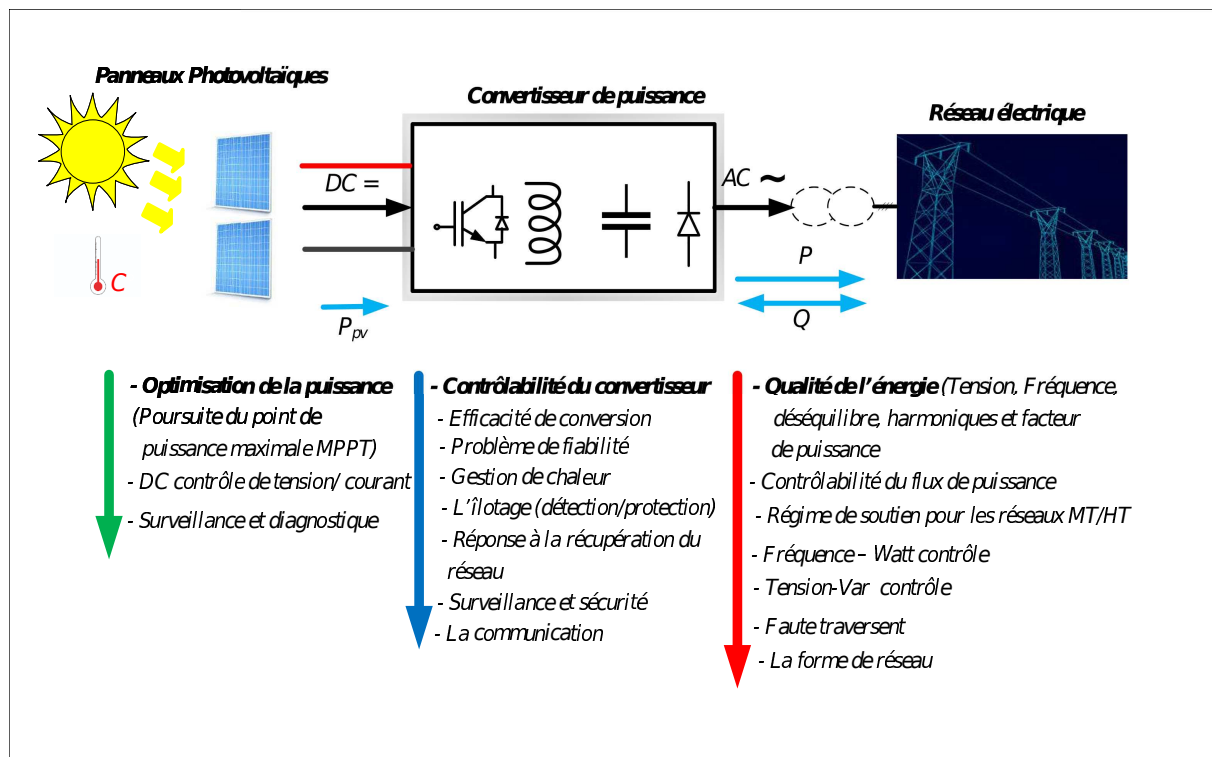 Panneaux Photovoltaïques
Convertisseur de puissance
Réseau électrique
DC =
AC ~
C
P
Q
Ppv
- Optimisation de la puissance
(Poursuite du point de
puissance maximale MPPT)
- DC contrôle de tension/ courant
- Surveillance et diagnostique
- Contrôlabilité du convertisseur
- Efficacité de conversion
- Problème de fiabilité
- Gestion de chaleur
- L’îlotage (détection/protection)
- Réponse à la récupération du
réseau
- Surveillance et sécurité
- La communication
- Qualité de l’énergie (Tension, Fréquence,
déséquilibre, harmoniques et facteur
de puissance
- Contrôlabilité du flux de puissance
- Régime de soutien pour les réseaux MT/HT
- Fréquence – Watt contrôle
- Tension-Var contrôle
- Faute traversent
- La forme de réseau